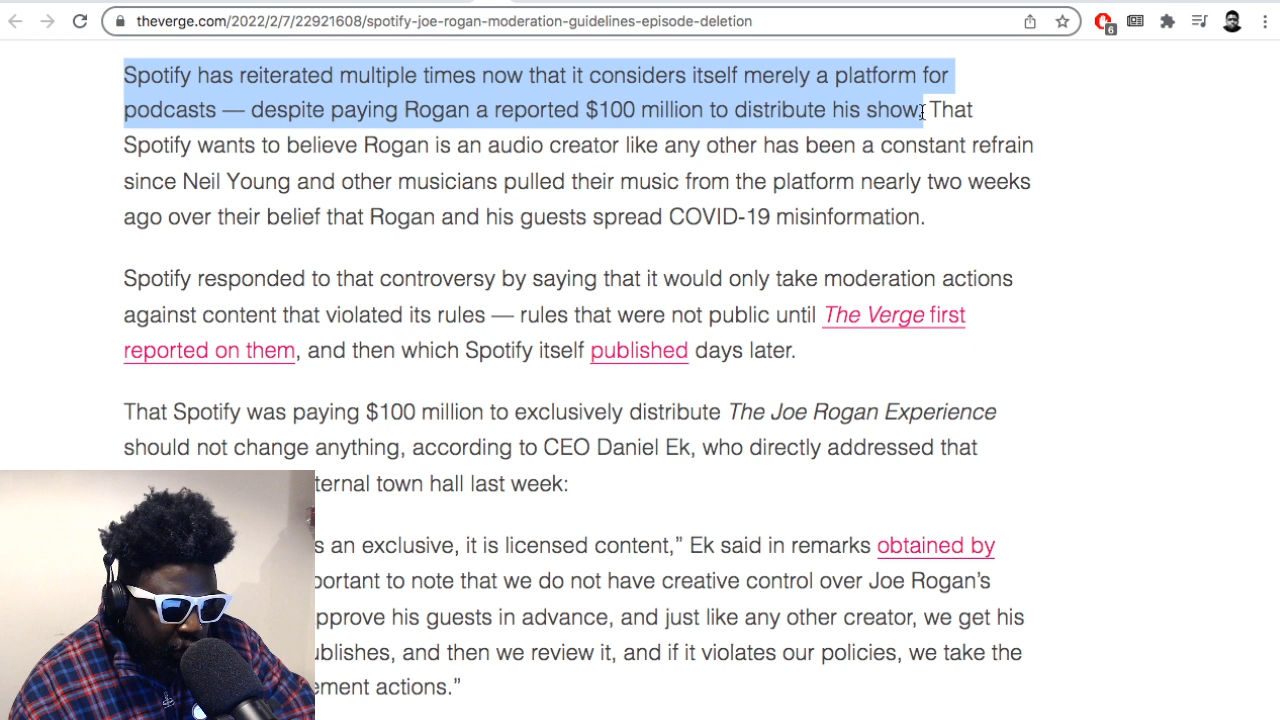 theverge.com/2022/2/7/22921608/spotify-joe-rogan-moderation-guidelines-episode-deletion
6
Spotify has reiterated multiple times now that it considers itself merely a platform for
podcasts — despite paying Rogan a reported $100 million to distribute his show. That
Spotify wants to believe Rogan is an audio creator like any other has been a constant refrain
since Neil Young and other musicians pulled their music from the platform nearly two weeks
ago over their belief that Rogan and his guests spread COVID-19 misinformation.
Spotify responded to that controversy by saying that it would only take moderation actions
against content that violated its rules — rules that were not public until The Verge first
reported on them, and then which Spotify itself published days later.
That Spotify was paying $100 million to exclusively distribute The Joe Rogan Experience
should not change anything, according to CEO Daniel Ek, who directly addressed that
ternal town hall last week:
s an exclusive, it is licensed content,” Ek said in remarks obtained by
portant to note that we do not have creative control over Joe Rogan’s
pprove his guests in advance, and just like any other creator, we get his
ublishes, and then we review it, and if it violates our policies, we take the
ement actions.”